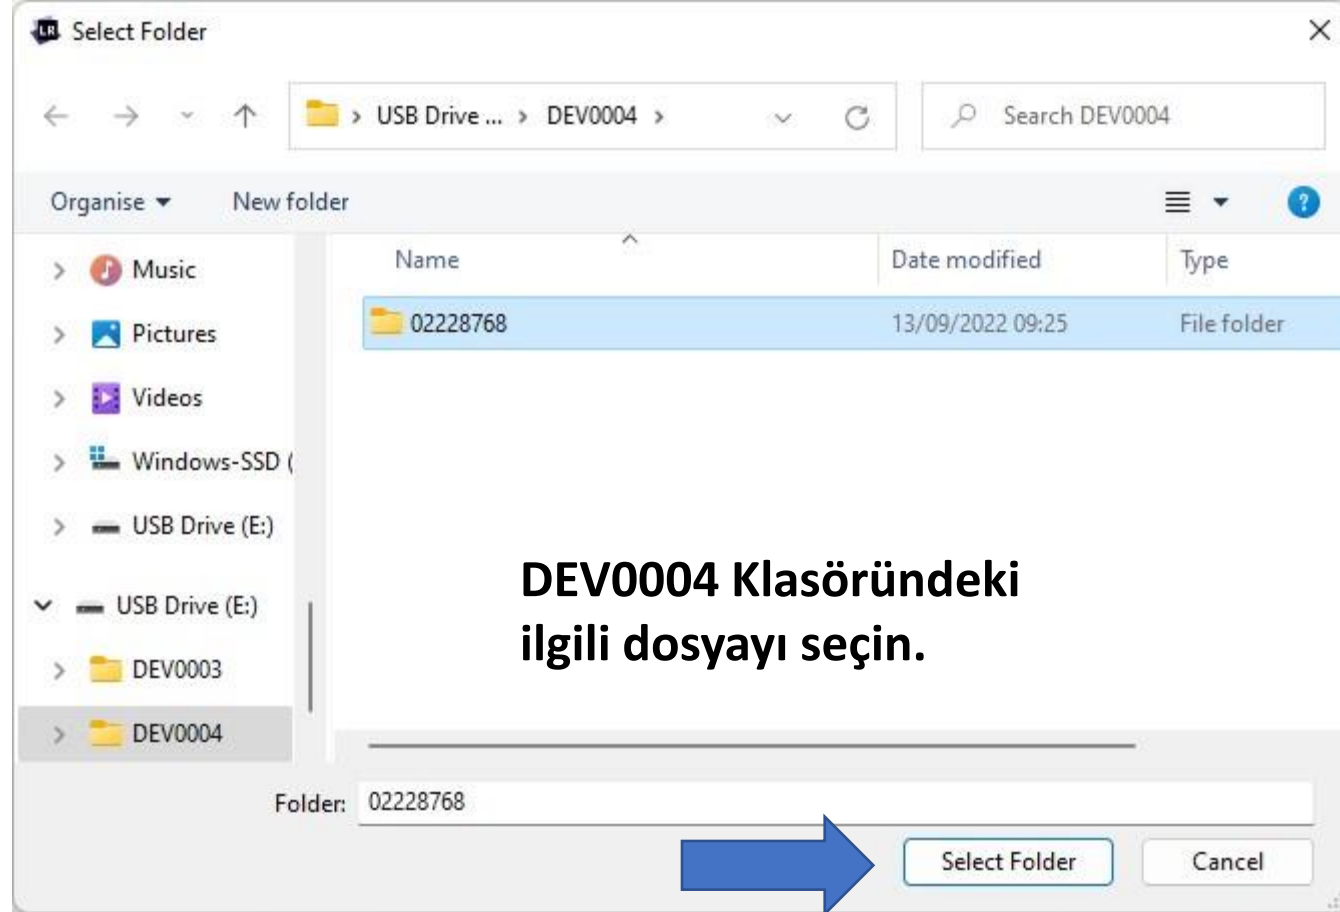 LR Select Folder
USB Drive ... > DEV0004 >
Search DEV0004
Organise
New folder
?
Name
Date modified
Type
Music
02228768
13/09/2022 09:25
File folder
Pictures
Videos
Windows-SSD (
USB Drive (E:)
USB Drive (E:)
DEV0003
DEV0004
DEV0004 Klasöründeki
ilgili dosyayı seçin.
Folder:
02228768
Select Folder
Cancel